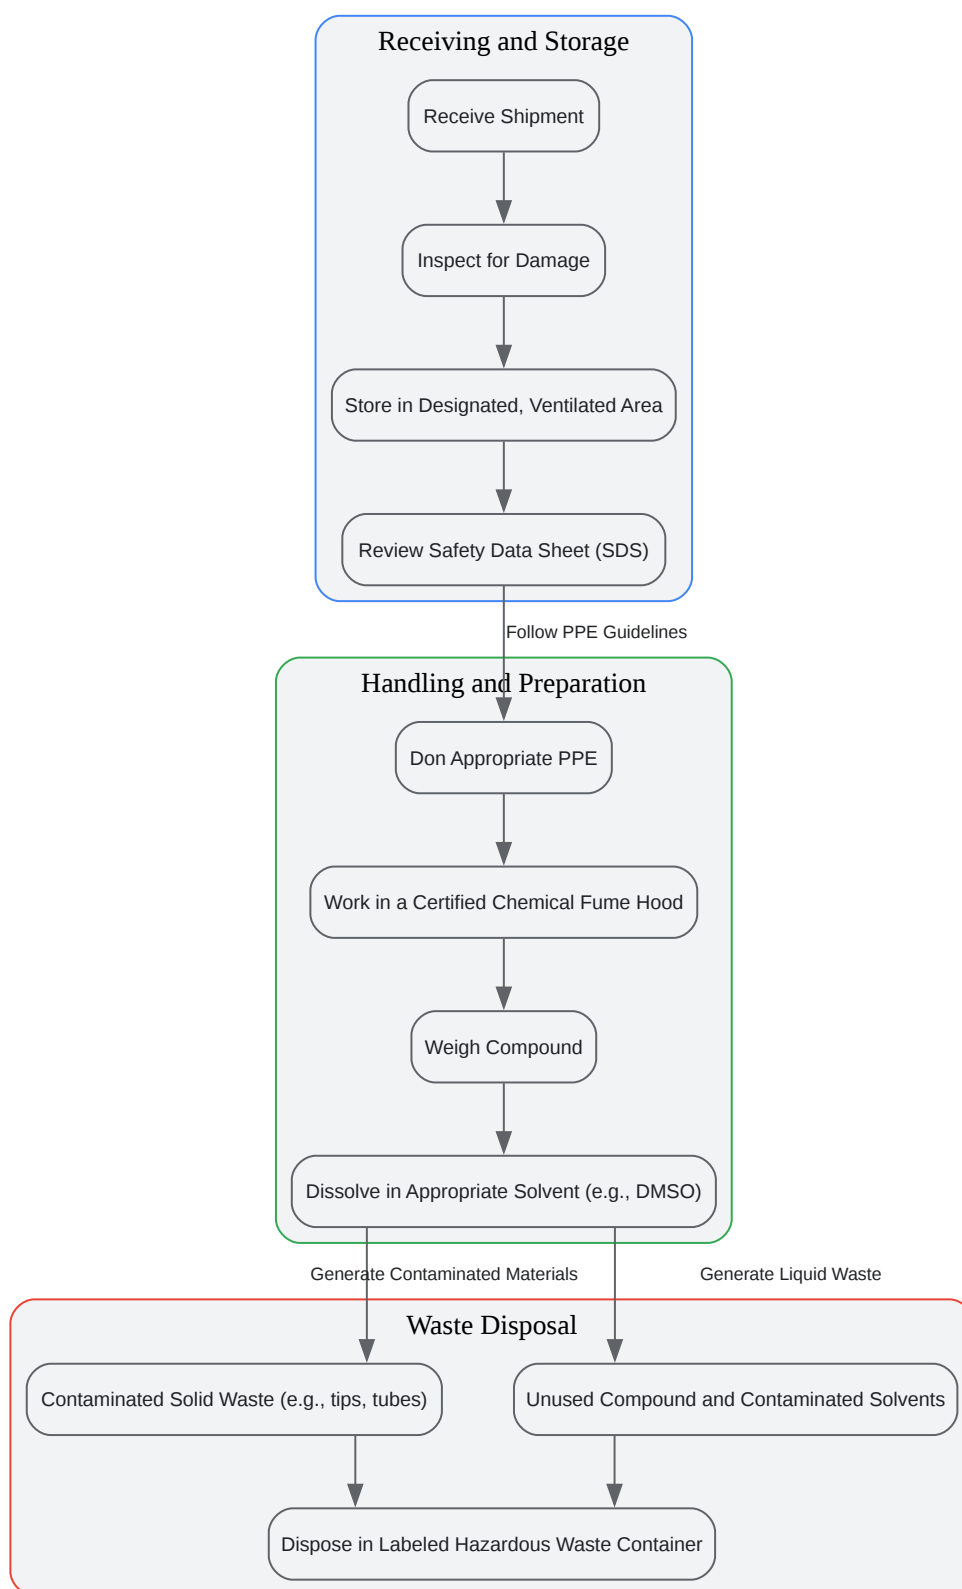 Receiving and Storage
Receive Shipment
Inspect for Damage
Store in Designated, Ventilated Area
Review Safety Data Sheet (SDS)
Follow PPE Guidelines
Handling and Preparation
Don Appropriate PPE
Work in a Certified Chemical Fume Hood
Weigh Compound
Dissolve in Appropriate Solvent (e.g., DMSO)
Generate Contaminated Materials
Generate Liquid Waste
Waste Disposal
Contaminated Solid Waste (e.g., tips, tubes)
Unused Compound and Contaminated Solvents
Dispose in Labeled Hazardous Waste Container